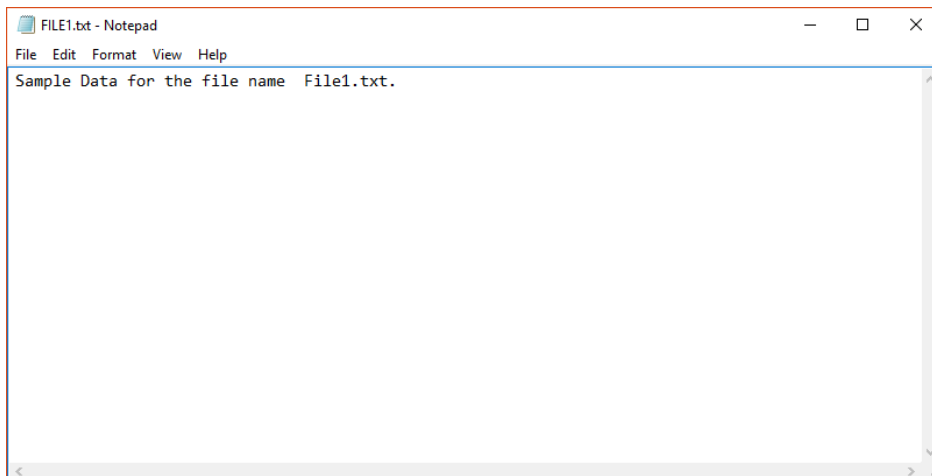 FILE1.txt - Notepad
File Edit Format View Help
Sample Data for the file name  File1.txt.